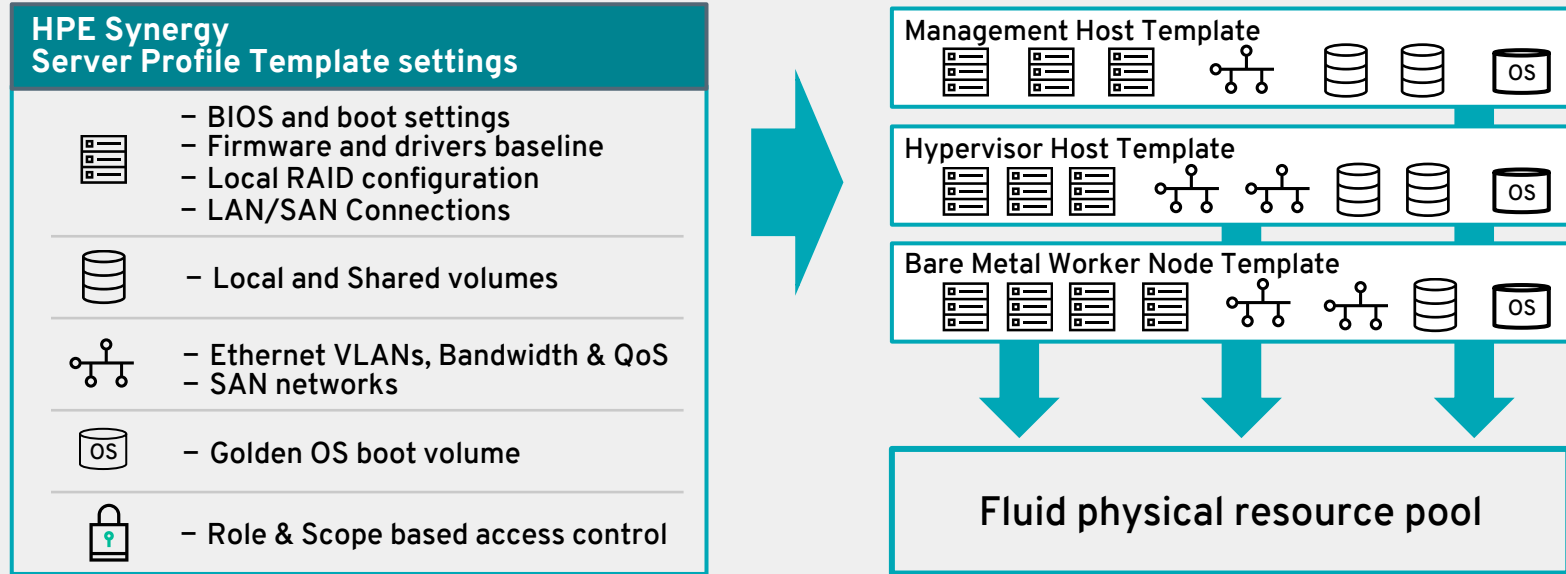 HPE Synergy
Server Profile Template settings
– BIOS and boot settings
– Firmware and drivers baseline
– Local RAID configuration
– LAN/SAN Connections
– Local and Shared volumes
– Ethernet VLANs, Bandwidth & QoS
– SAN networks
OS
– Golden OS boot volume
– Role & Scope based access control
Management Host Template
OS
Hypervisor Host Template
OS
Bare Metal Worker Node Template
OS
Fluid physical resource pool